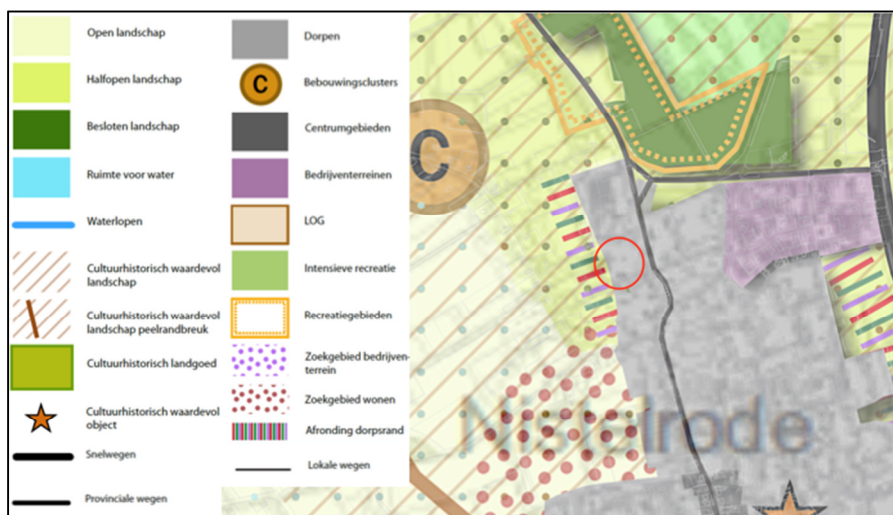 Open landschap
Halfopen landschap
Besloten landschap
Ruimte voor water
Waterlopen
Cultuurhistorisch waardevol
landschap
Cultuurhistorisch waardevol
landschap peelrandbreuk
Cultuurhistorisch landgoed
Cultuurhistorisch waardevol
object
Snelwegen
Provinciale wegen
Dorpen
C
Bebouwingsclusters
Centrumgebieden
Bedrijventerreinen
LOG
Intensieve recreatie
Recreatiegebieden
Zoekgebied bedrijven-
terrein
Zoekgebied wonen
Afronding dorpsrand
Lokale wegen
C
Nistelrode